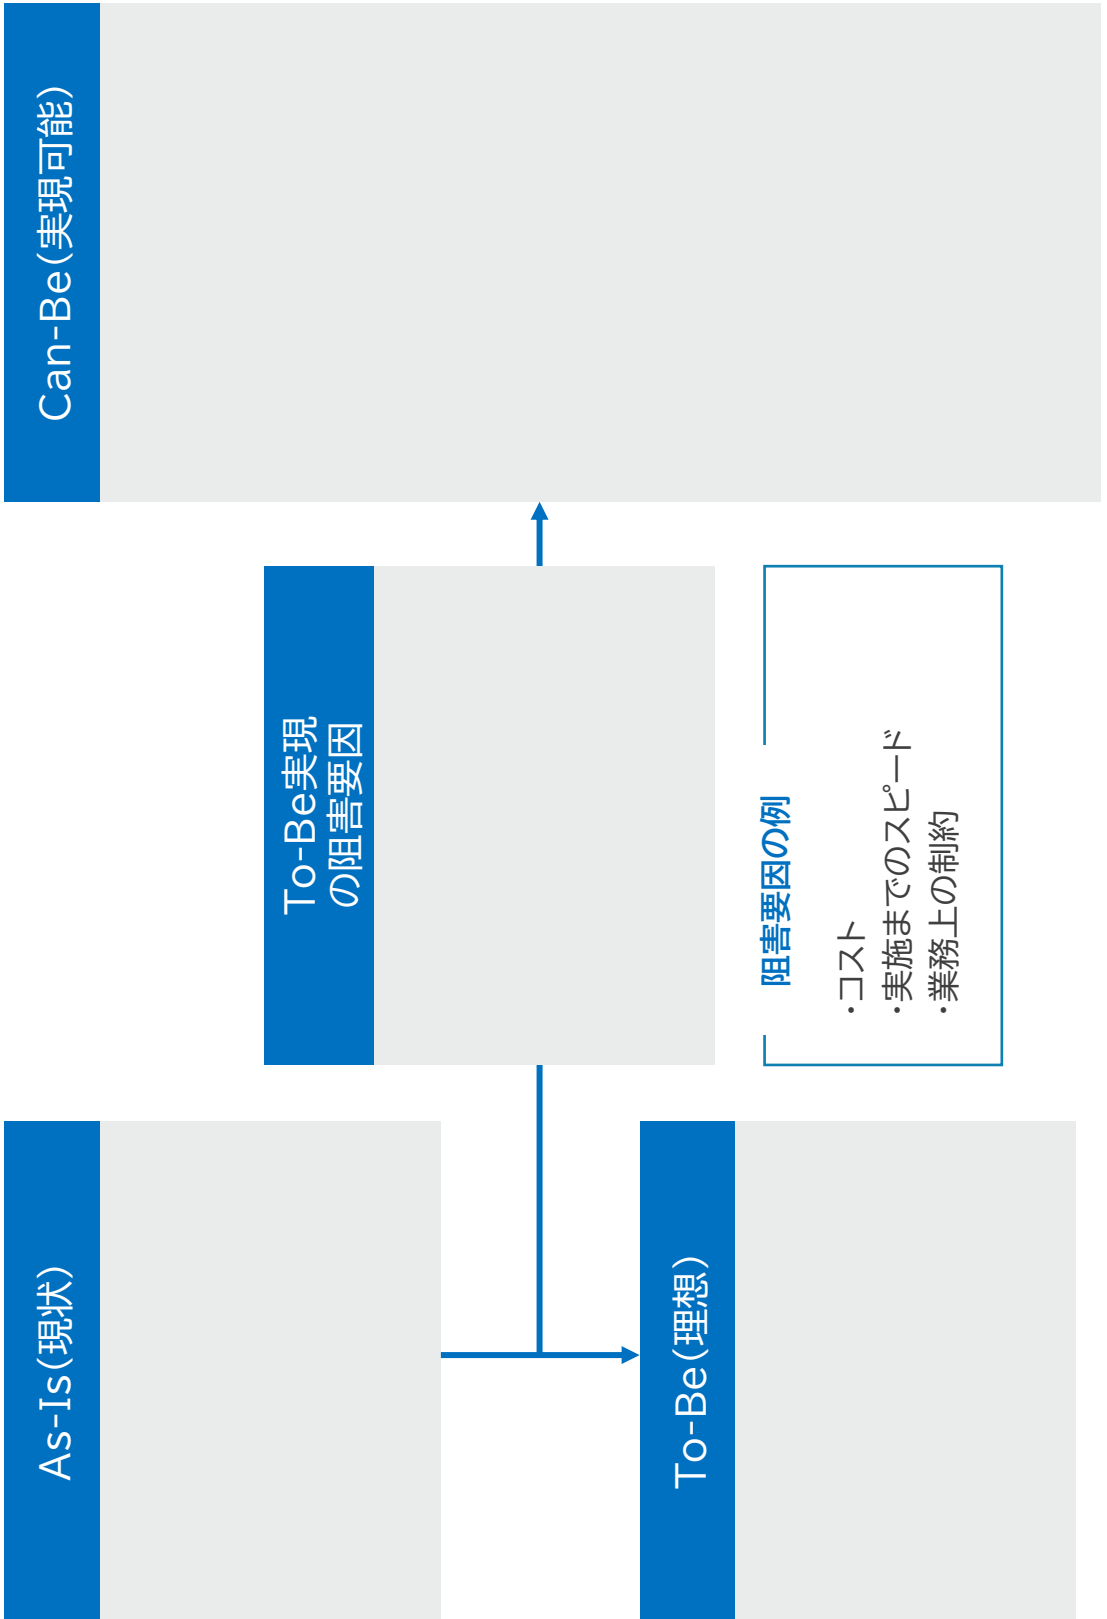 As-Is（現状）
To-Be（理想）
To-Be実現
の阻害要因
阻害要因の例
・コスト
・実施までのスピード
・業務上の制約
Can-Be（実現可能）